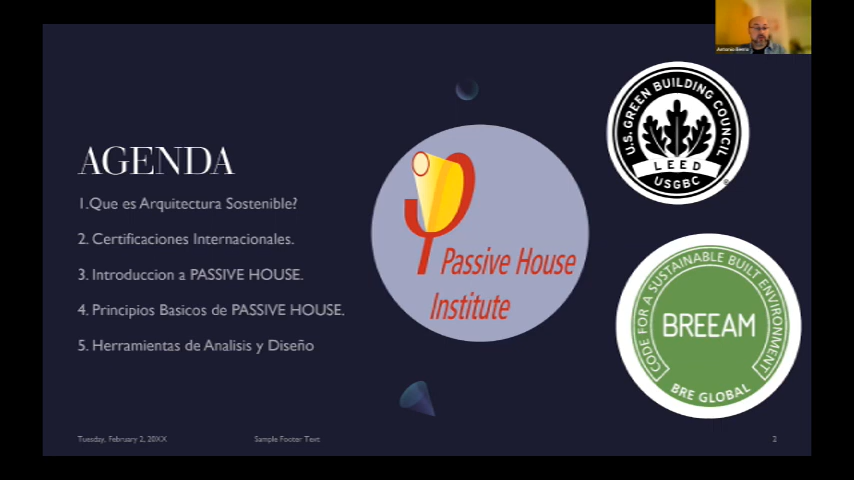 Antonio Bierro
U.S. GREEN BUILDING COUNCIL
LEED
USGBC
AGENDA
1.Que es Arquitectura Sostenible?
2. Certificaciones Internacionales.
3. Introduccion a PASSIVE HOUSE.
4. Principios Basicos de PASSIVE HOUSE.
5. Herramientas de Analisis y Diseño
Passive House
Institute
CODE FOR A SUSTAINABLE BUILT ENVIRONMENT
BREEAM
BRE GLOBAL
Tuesday, February 2, 20XX
Sample Footer Text
2